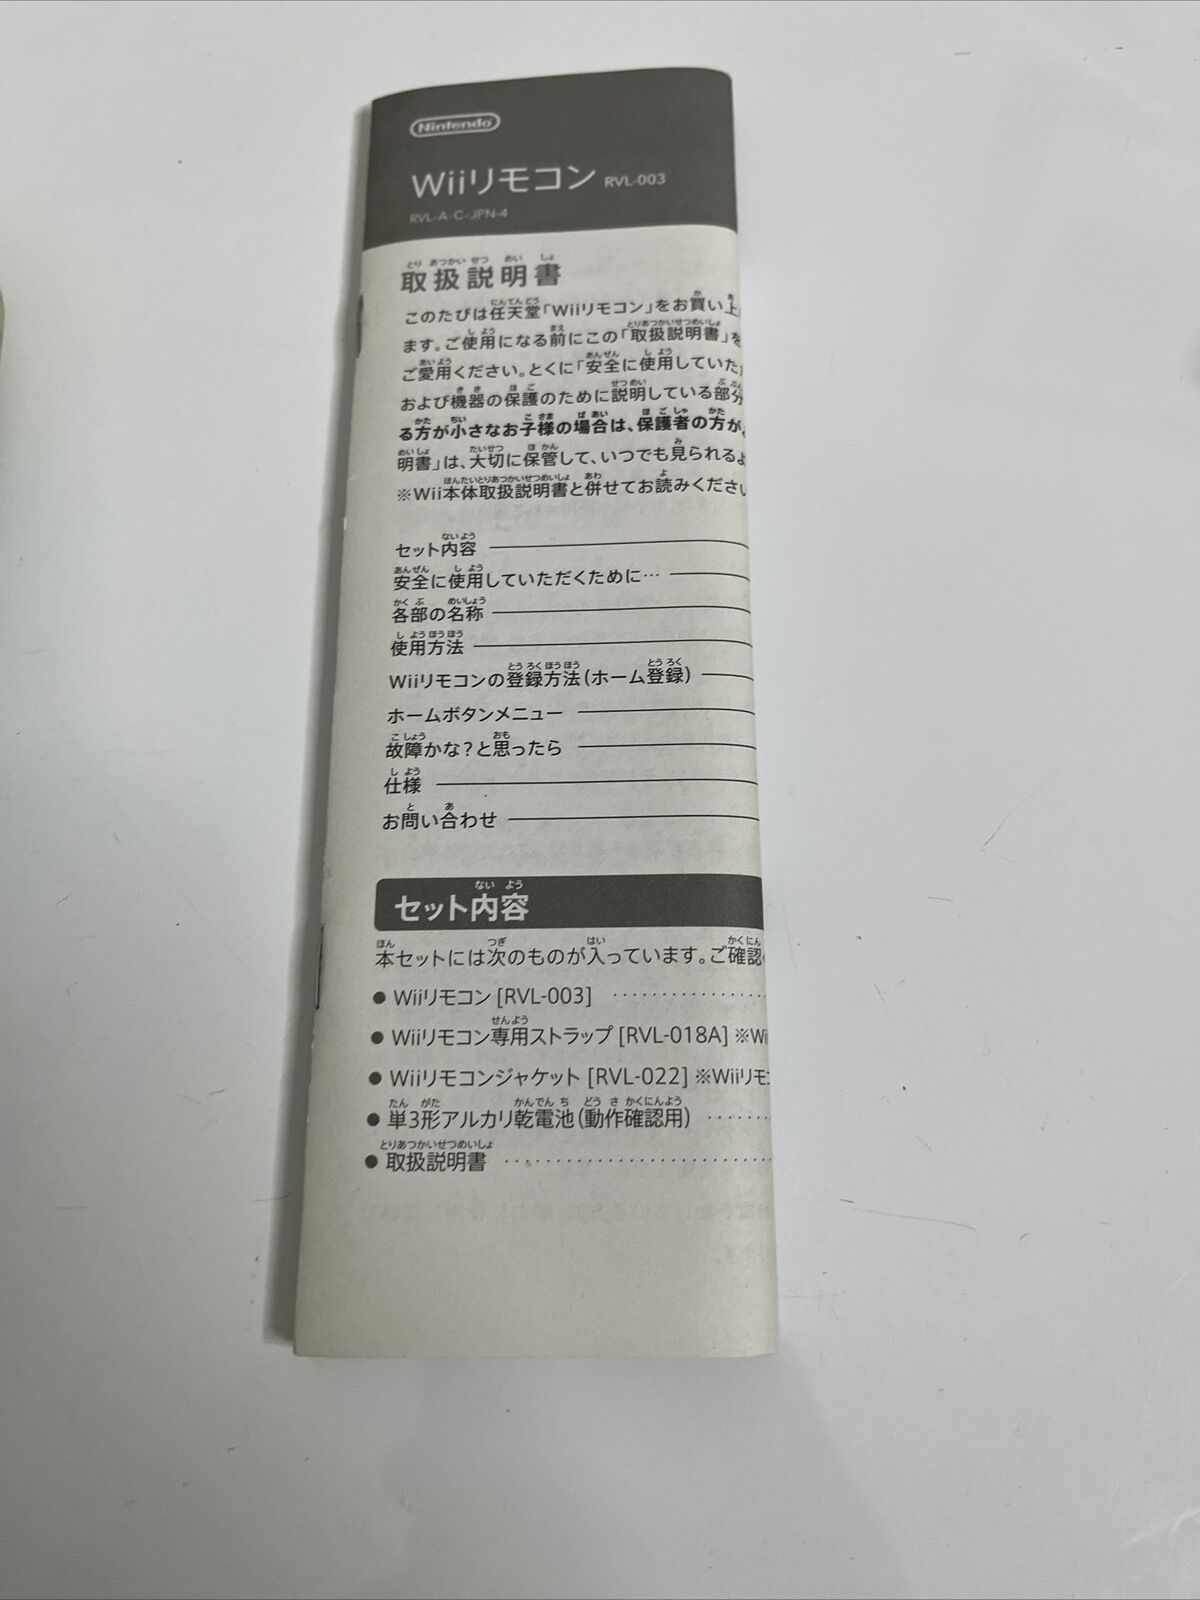 Nintendo
Wiiリモコン RVL-003
RVL-A-C-JPN-4
取扱説明書
このたびは任天堂「Wiiリモコン」をお買い上
ます。ご使用になる前にこの「取扱説明書」を
ご愛用ください。とくに「安全に使用していた
および機器の保護のために説明している部分
る方が小さなお子様の場合は、保護者の方が
明書」は、大切に保管して、いつでも見られるよ
※Wii本体取扱説明書と併せてお読みください
セット内容
安全に使用していただくために…
各部の名称
使用方法
Wiiリモコンの登録方法(ホーム登録)
ホームボタンメニュー
故障かな?と思ったら
仕様
お問い合わせ
セット内容
本セットには次のものが入っています。ご確認
● Wiiリモコン [RVL-003]
● Wiiリモコン専用ストラップ [RVL-018A] ※Wii
● Wiiリモコンジャケット [RVL-022] ※Wiiリモコ
● 単3形アルカリ乾電池(動作確認用)
● 取扱説明書